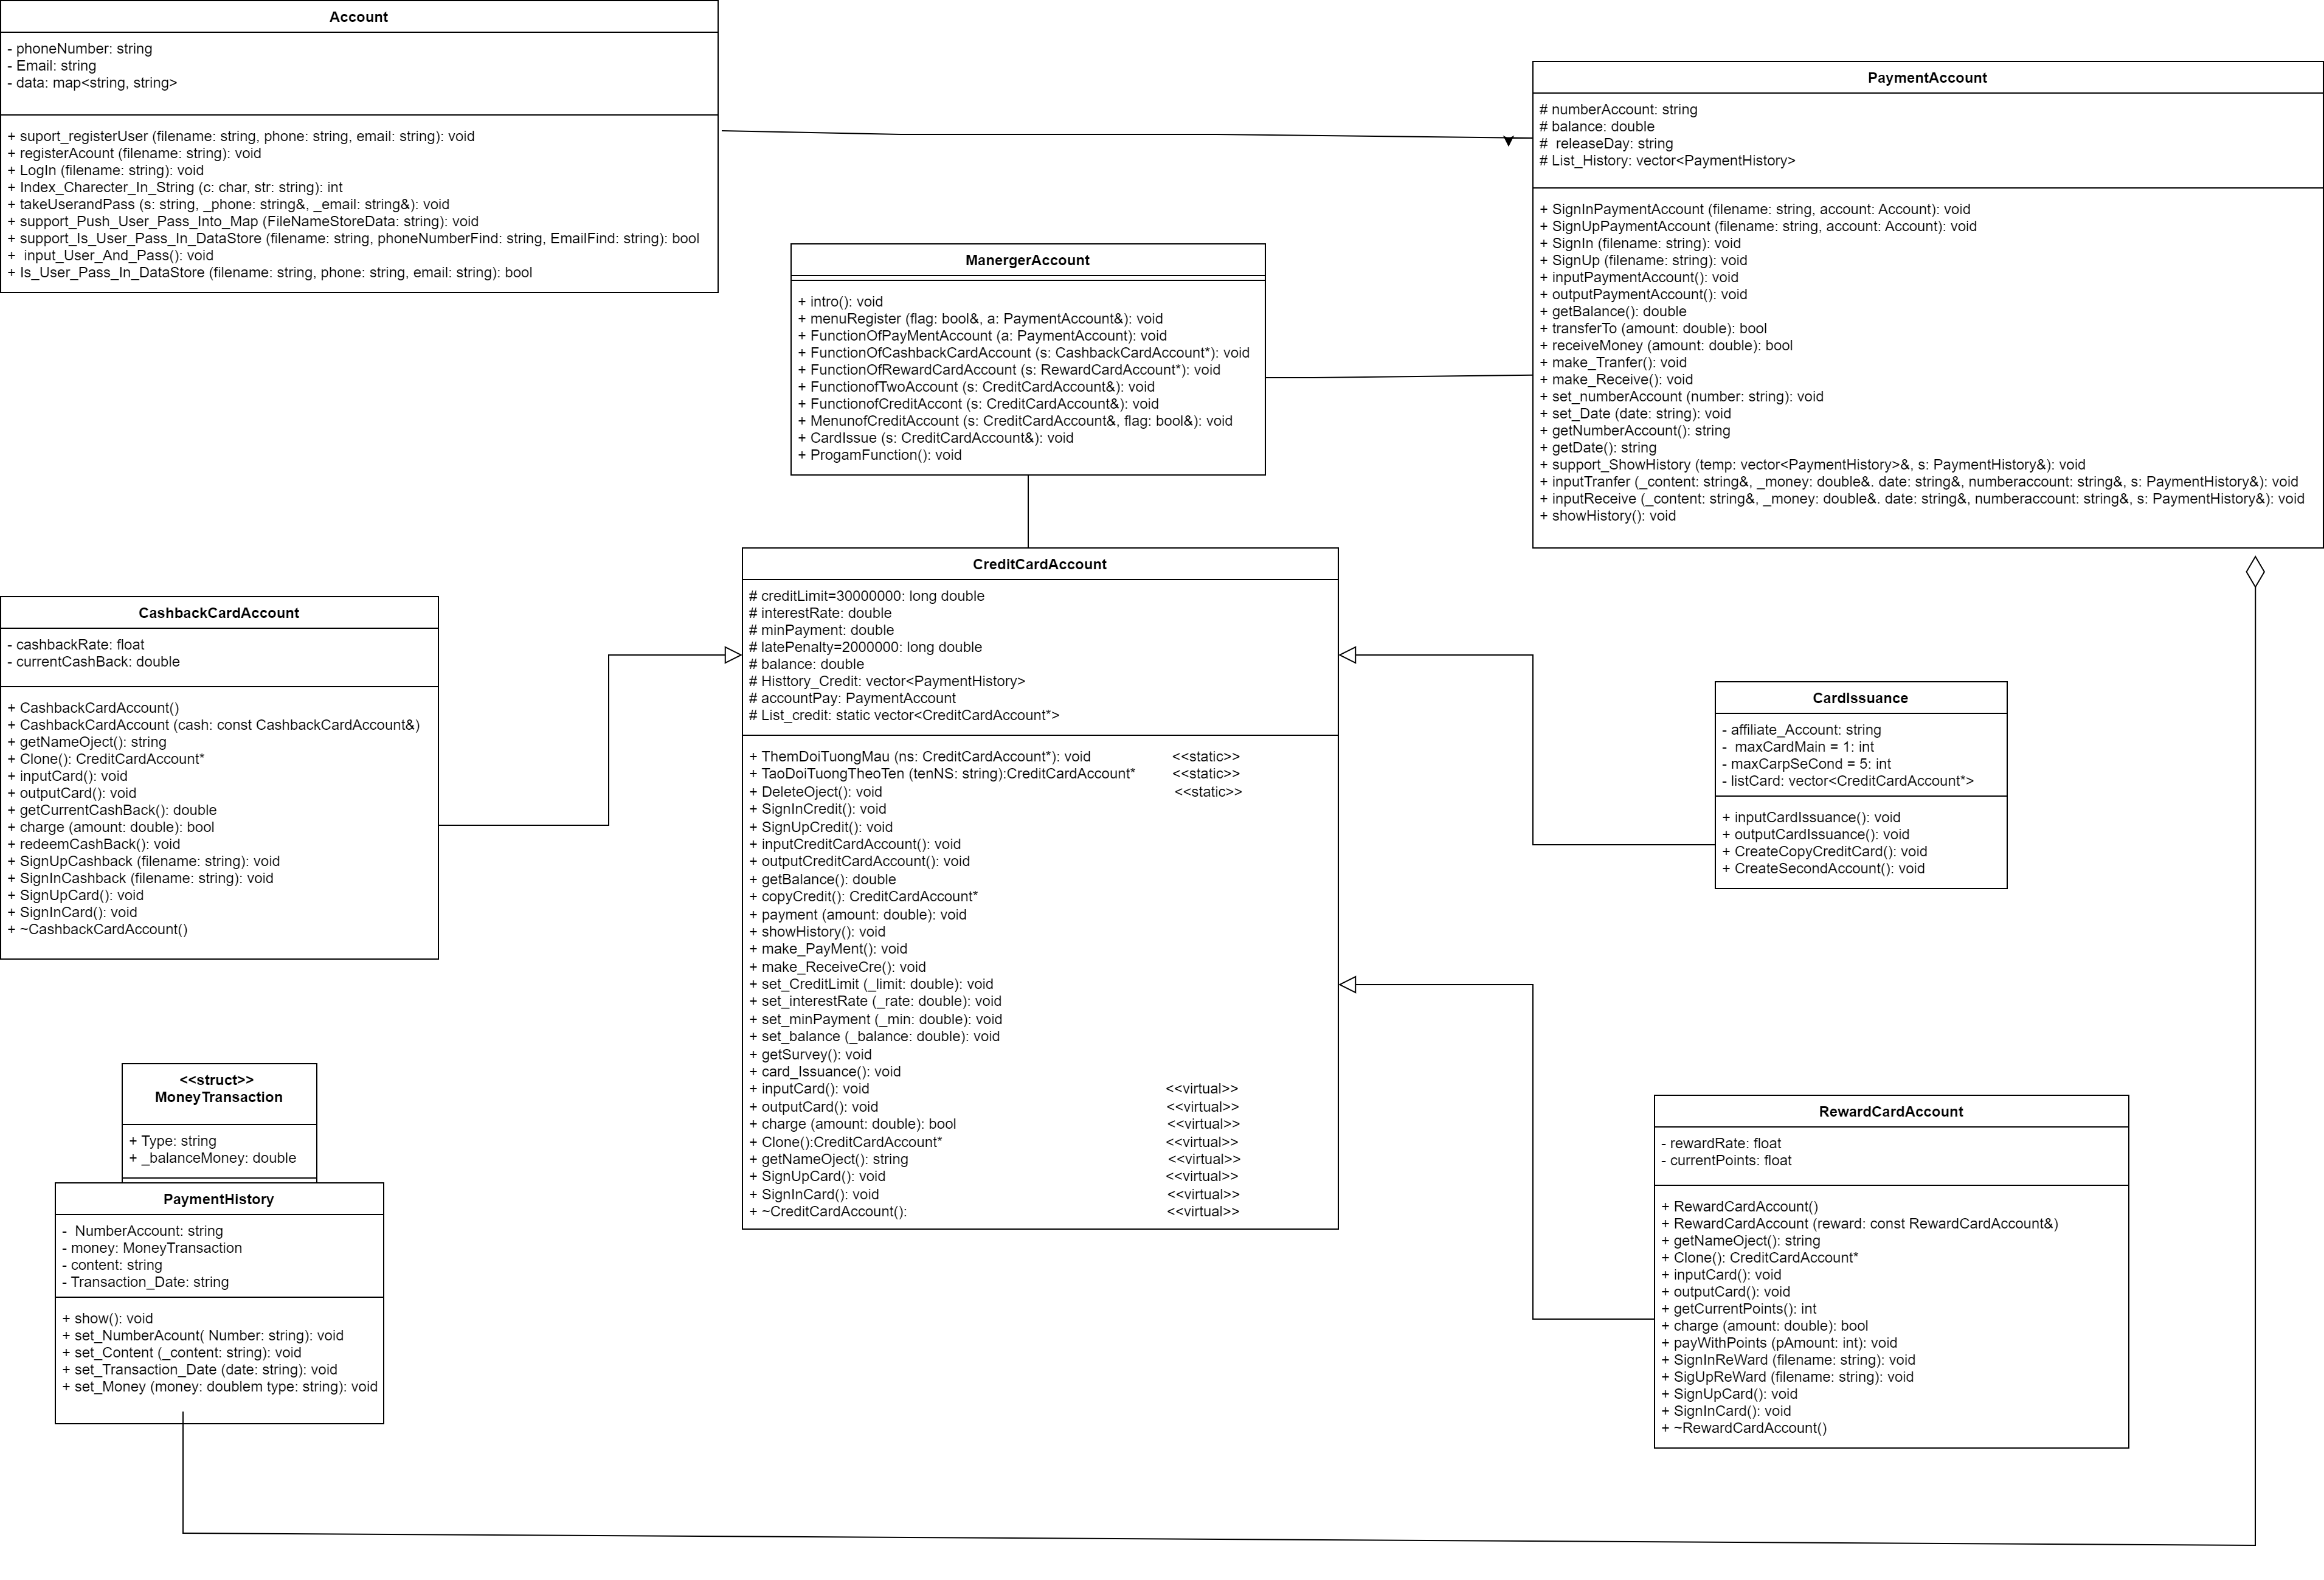 Account
- phoneNumber: string
- Email: string
- data: map<string, string>
+ suport_registerUser (filename: string, phone: string, email: string): void
+ registerAcount (filename: string): void
+ LogIn (filename: string): void
+ Index_Charecter_In_String (c: char, str: string): int
+ takeUserandPass (s: string, _phone: string&, _email: string&): void
+ support_Push_User_Pass_Into_Map (FileNameStoreData: string): void
+ support_Is_User_Pass_In_DataStore (filename: string, phoneNumberFind: string, EmailFind: string): bool
+  input_User_And_Pass(): void
+ Is_User_Pass_In_DataStore (filename: string, phone: string, email: string): bool
PaymentAccount
# numberAccount: string
# balance: double
#  releaseDay: string
# List_History: vector<PaymentHistory>
+ SignInPaymentAccount (filename: string, account: Account): void
+ SignUpPaymentAccount (filename: string, account: Account): void
+ SignIn (filename: string): void
+ SignUp (filename: string): void
+ inputPaymentAccount(): void
+ outputPaymentAccount(): void
+ getBalance(): double
+ transferTo (amount: double): bool
+ receiveMoney (amount: double): bool
+ make_Tranfer(): void
+ make_Receive(): void
+ set_numberAccount (number: string): void
+ set_Date (date: string): void
+ getNumberAccount(): string
+ getDate(): string
+ support_ShowHistory (temp: vector<PaymentHistory>&, s: PaymentHistory&): void
+ inputTranfer (_content: string&, _money: double&. date: string&, numberaccount: string&, s: PaymentHistory&): void
+ inputReceive (_content: string&, _money: double&. date: string&, numberaccount: string&, s: PaymentHistory&): void
+ showHistory(): void
ManergerAccount
+ intro(): void
+ menuRegister (flag: bool&, a: PaymentAccount&): void
+ FunctionOfPayMentAccount (a: PaymentAccount): void
+ FunctionOfCashbackCardAccount (s: CashbackCardAccount*): void
+ FunctionOfRewardCardAccount (s: RewardCardAccount*): void
+ FunctionofTwoAccount (s: CreditCardAccount&): void
+ FunctionofCreditAccont (s: CreditCardAccount&): void
+ MenunofCreditAccount (s: CreditCardAccount&, flag: bool&): void
+ CardIssue (s: CreditCardAccount&): void
+ ProgamFunction(): void
CreditCardAccount
# creditLimit=30000000: long double
# interestRate: double
# minPayment: double
# latePenalty=2000000: long double
# balance: double
# Histtory_Credit: vector<PaymentHistory>
# accountPay: PaymentAccount
# List_credit: static vector<CreditCardAccount*>
+ ThemDoiTuongMau (ns: CreditCardAccount*): void <<static>>
+ TaoDoiTuongTheoTen (tenNS: string):CreditCardAccount* <<static>>
+ DeleteOject(): void <<static>>
+ SignInCredit(): void
+ SignUpCredit(): void
+ inputCreditCardAccount(): void
+ outputCreditCardAccount(): void
+ getBalance(): double
+ copyCredit(): CreditCardAccount*
+ payment (amount: double): void
+ showHistory(): void
+ make_PayMent(): void
+ make_ReceiveCre(): void
+ set_CreditLimit (_limit: double): void
+ set_interestRate (_rate: double): void
+ set_minPayment (_min: double): void
+ set_balance (_balance: double): void
+ getSurvey(): void
+ card_Issuance(): void
+ inputCard(): void <<virtual>>
+ outputCard(): void <<virtual>>
+ charge (amount: double): bool <<virtual>>
+ Clone():CreditCardAccount* <<virtual>>
+ getNameOject(): string <<virtual>>
+ SignUpCard(): void <<virtual>>
+ SignInCard(): void <<virtual>>
+ ~CreditCardAccount(): <<virtual>>
CashbackCardAccount
- cashbackRate: float
- currentCashBack: double
+ CashbackCardAccount()
+ CashbackCardAccount (cash: const CashbackCardAccount&)
+ getNameOject(): string
+ Clone(): CreditCardAccount*
+ inputCard(): void
+ outputCard(): void
+ getCurrentCashBack(): double
+ charge (amount: double): bool
+ redeemCashBack(): void
+ SignUpCashback (filename: string): void
+ SignInCashback (filename: string): void
+ SignUpCard(): void
+ SignInCard(): void
+ ~CashbackCardAccount()
CardIssuance
- affiliate_Account: string
-  maxCardMain = 1: int
- maxCarpSeCond = 5: int
- listCard: vector<CreditCardAccount*>
+ inputCardIssuance(): void
+ outputCardIssuance(): void
+ CreateCopyCreditCard(): void
+ CreateSecondAccount(): void
<<struct>>
MoneyTransaction
+ Type: string
+ _balanceMoney: double
PaymentHistory
-  NumberAccount: string
- money: MoneyTransaction
- content: string
- Transaction_Date: string
+ show(): void
+ set_NumberAcount( Number: string): void
+ set_Content (_content: string): void
+ set_Transaction_Date (date: string): void
+ set_Money (money: doublem type: string): void
RewardCardAccount
- rewardRate: float
- currentPoints: float
+ RewardCardAccount()
+ RewardCardAccount (reward: const RewardCardAccount&)
+ getNameOject(): string
+ Clone(): CreditCardAccount*
+ inputCard(): void
+ outputCard(): void
+ getCurrentPoints(): int
+ charge (amount: double): bool
+ payWithPoints (pAmount: int): void
+ SignInReWard (filename: string): void
+ SigUpReWard (filename: string): void
+ SignUpCard(): void
+ SignInCard(): void
+ ~RewardCardAccount()